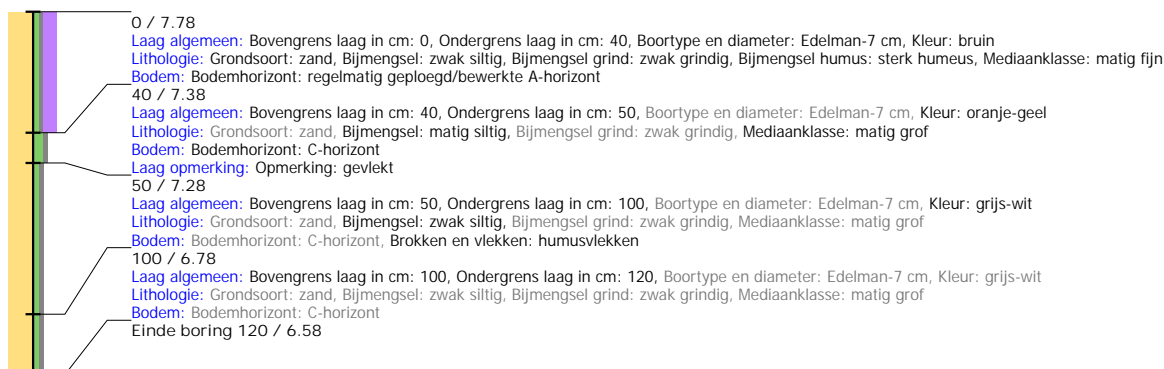 0 / 7.78
Laag algemeen: Bovengrens laag in cm: 0, Ondergrens laag in cm: 40, Boortype en diameter: Edelman-7 cm, Kleur: bruin
Lithologie: Grondsoort: zand, Bijmengsel: zwak siltig, Bijmengsel grind: zwak grindig, Bijmengsel humus: sterk humeus, Mediaanklasse: matig fijn
Bodem: Bodemhorizont: regelmatig geploegd/bewerkte A-horizont
40 / 7.38
Laag algemeen: Bovengrens laag in cm: 40, Ondergrens laag in cm: 50, Boortype en diameter: Edelman-7 cm, Kleur: oranje-geel
Lithologie: Grondsoort: zand, Bijmengsel: matig siltig, Bijmengsel grind: zwak grindig, Mediaanklasse: matig grof
Bodem: Bodemhorizont: C-horizont
Laag opmerking: Opmerking: gevlekt
50 / 7.28
Laag algemeen: Bovengrens laag in cm: 50, Ondergrens laag in cm: 100, Boortype en diameter: Edelman-7 cm, Kleur: grijs-wit
Lithologie: Grondsoort: zand, Bijmengsel: zwak siltig, Bijmengsel grind: zwak grindig, Mediaanklasse: matig grof
Bodem: Bodemhorizont: C-horizont, Brokken en vlekken: humusvlekken
100 / 6.78
Laag algemeen: Bovengrens laag in cm: 100, Ondergrens laag in cm: 120, Boortype en diameter: Edelman-7 cm, Kleur: grijs-wit
Lithologie: Grondsoort: zand, Bijmengsel: zwak siltig, Bijmengsel grind: zwak grindig, Mediaanklasse: matig grof
Bodem: Bodemhorizont: C-horizont
Einde boring 120 / 6.58